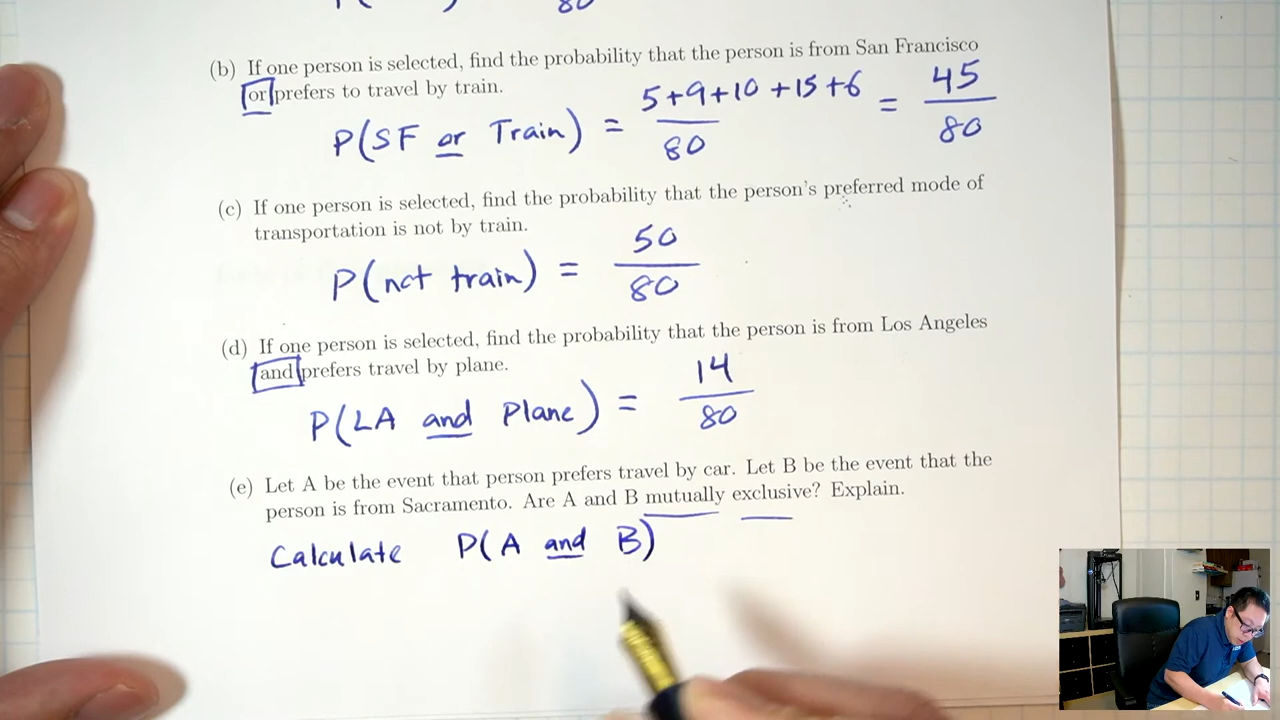 80
(b) If one person is selected, find the probability that the person is from San Francisco
or prefers to travel by train.
P(SF or Train) = 5+9+10+15+6 / 80 = 45 / 80
(c) If one person is selected, find the probability that the person's preferred mode of
transportation is not by train.
P(not train) = 50 / 80
(d) If one person is selected, find the probability that the person is from Los Angeles
and prefers travel by plane.
P(LA and Plane) = 14 / 80
(e) Let A be the event that person prefers travel by car. Let B be the event that the
person is from Sacramento. Are A and B mutually exclusive? Explain.
Calculate P(A and B)